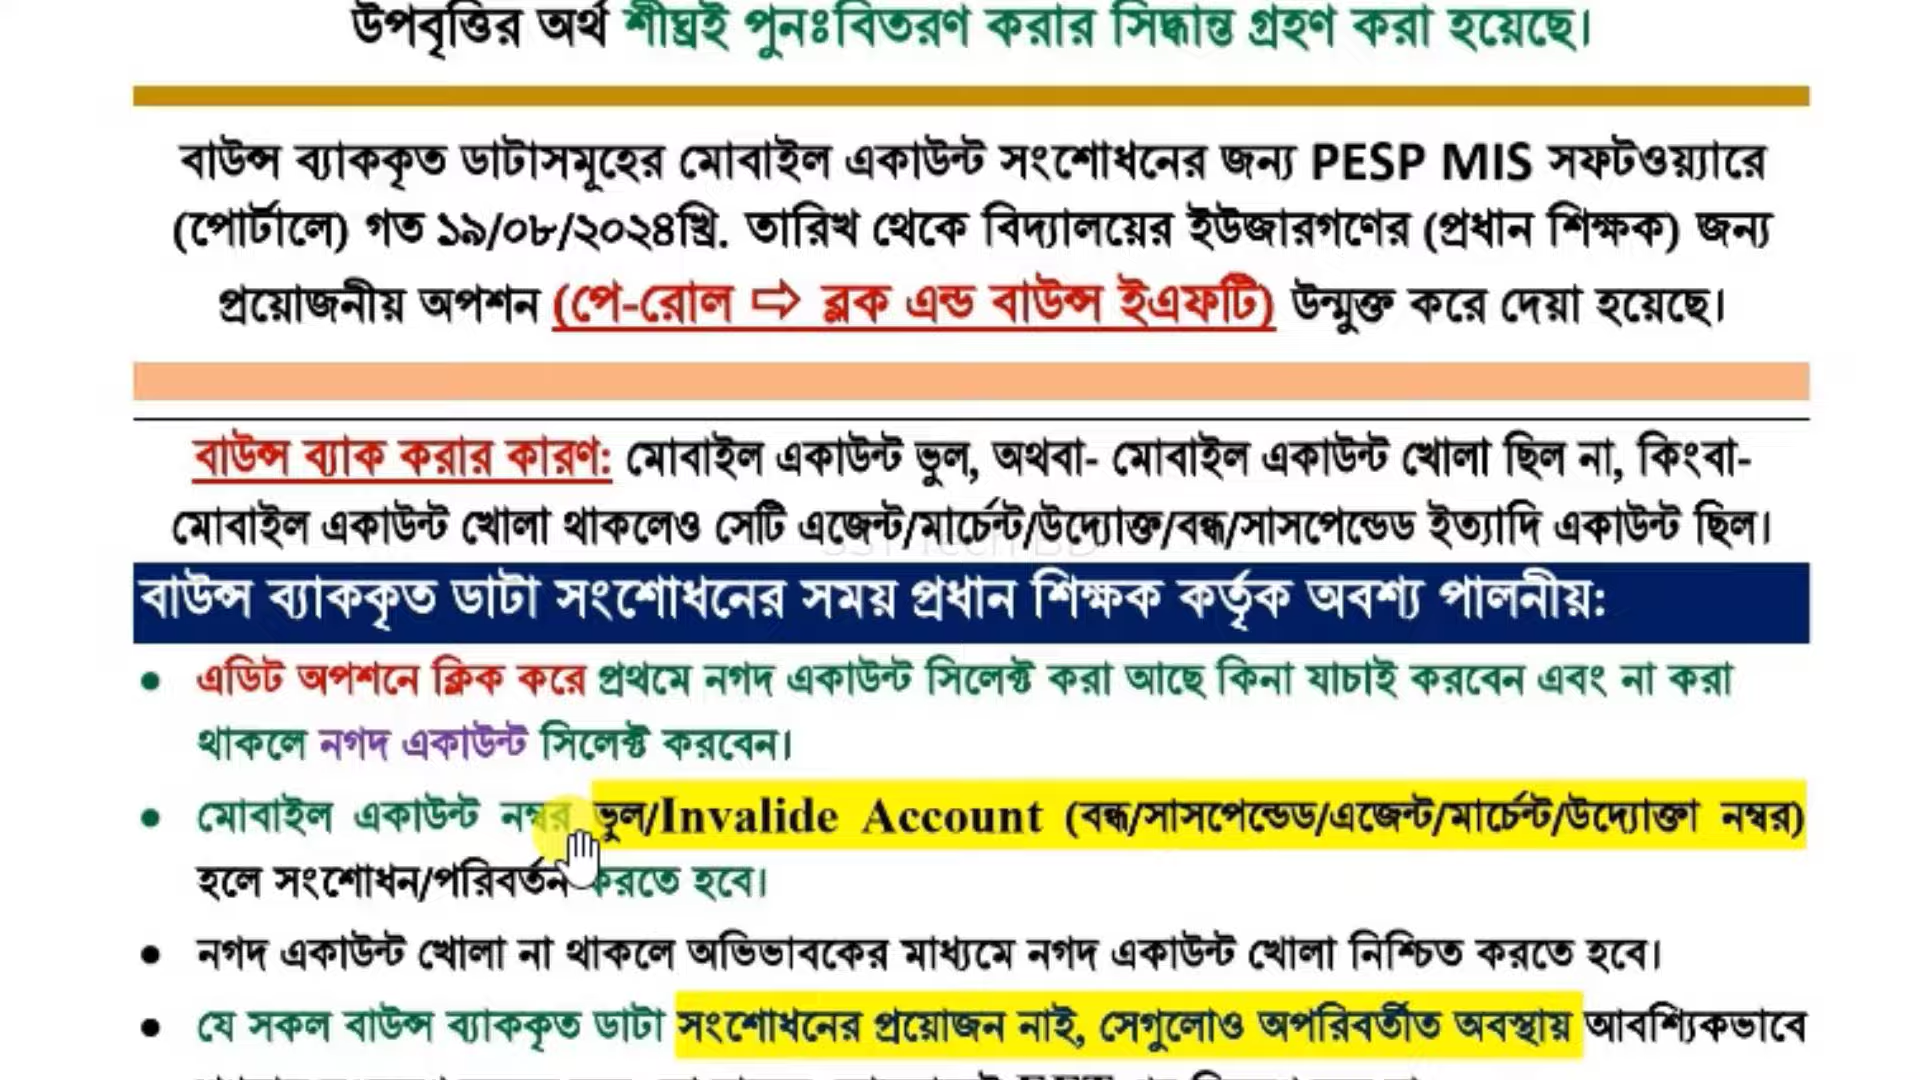 উপবৃত্তির অর্থ শীঘ্রই পুনঃবিতরণ করার সিদ্ধান্ত গ্রহণ করা হয়েছে।
বাউন্স ব্যাককৃত ডাটাসমূহের মোবাইল একাউন্ট সংশোধনের জন্য PESP MIS সফটওয়্যারে
(পোর্টালে) গত ১৯/০৮/২০২৪খ্রি. তারিখ থেকে বিদ্যালয়ের ইউজারগণের (প্রধান শিক্ষক) জন্য
প্রয়োজনীয় অপশন (পে-রোল ⇨ ব্লক এন্ড বাউন্স ইএফটি) উন্মুক্ত করে দেয়া হয়েছে।
বাউন্স ব্যাক করার কারণ: মোবাইল একাউন্ট ভুল, অথবা- মোবাইল একাউন্ট খোলা ছিল না, কিংবা-
মোবাইল একাউন্ট খোলা থাকলেও সেটি এজেন্ট/মার্চেন্ট/উদ্যোক্ত/বন্ধ/সাসপেন্ডেড ইত্যাদি একাউন্ট ছিল।
বাউন্স ব্যাককৃত ডাটা সংশোধনের সময় প্রধান শিক্ষক কর্তৃক অবশ্য পালনীয়:
• এডিট অপশনে ক্লিক করে প্রথমে নগদ একাউন্ট সিলেক্ট করা আছে কিনা যাচাই করবেন এবং না করা
থাকলে নগদ একাউন্ট সিলেক্ট করবেন।
• মোবাইল একাউন্ট নম্বর ভুল/Invalide Account (বন্ধ/সাসপেন্ডেড/এজেন্ট/মার্চেন্ট/উদ্যোক্তা নম্বর)
হলে সংশোধন/পরিবর্তন করতে হবে।
• নগদ একাউন্ট খোলা না থাকলে অভিভাবকের মাধ্যমে নগদ একাউন্ট খোলা নিশ্চিত করতে হবে।
• যে সকল বাউন্স ব্যাককৃত ডাটা সংশোধনের প্রয়োজন নাই, সেগুলোও অপরিবর্তীত অবস্থায় আবশ্যিকভাবে